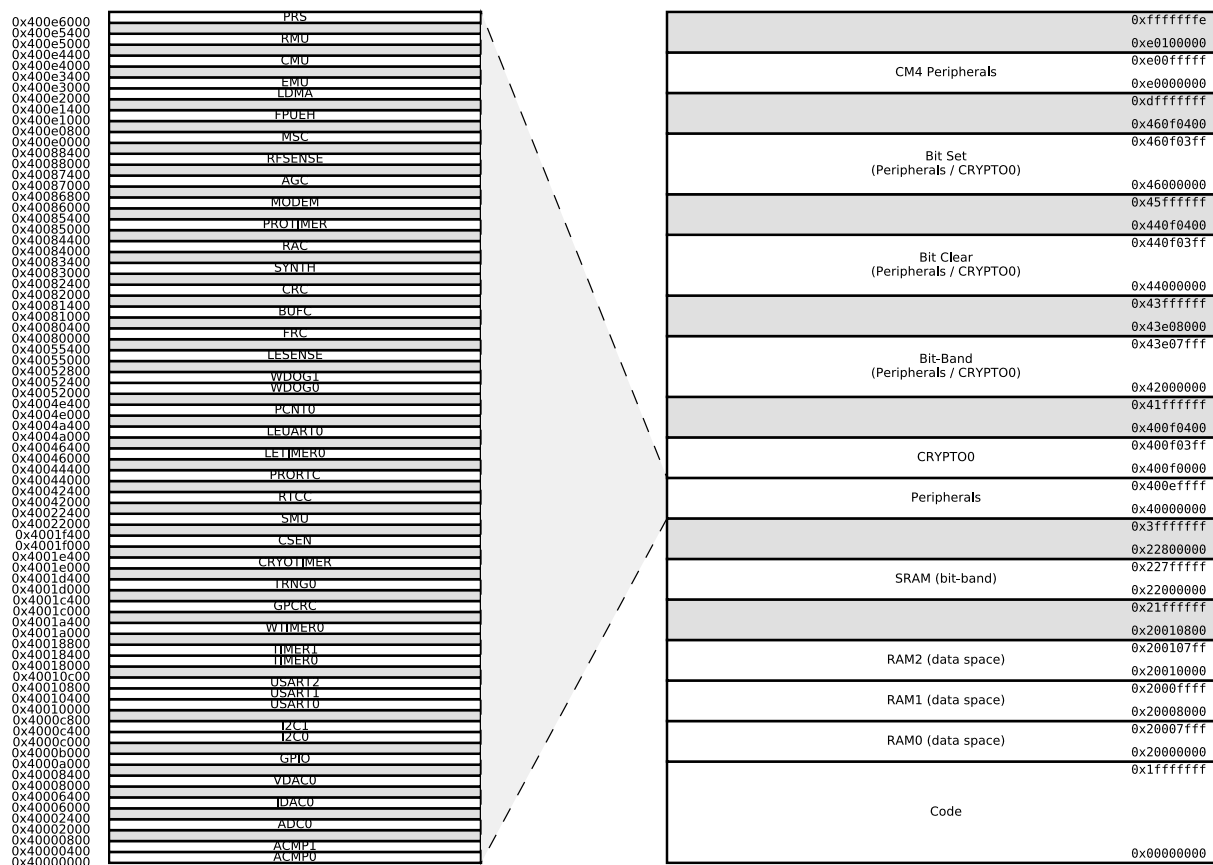 0x400e6000 PRS
0x400e5400
0x400e5000 RMU
0x400e4400
0x400e4000 CMU
0x400e3400
0x400e3000 EMU
0x400e2000 LDMA
0x400e1400
0x400e1000 FPUEH
0x400e0800
0x400e0000 MSC
0x40088400
0x40088000 RFSENSE
0x40087400
0x40087000 AGC
0x40086800
0x40086000 MODEM
0x40085400
0x40085000 PROTIMER
0x40084400
0x40084000 RAC
0x40083400
0x40083000 SYNTH
0x40082400
0x40082000 CRC
0x40081400
0x40081000 BUFC
0x40080400
0x40080000 FRC
0x40055400
0x40055000 LESENSE
0x40052800
0x40052400 WDOG1
0x40052000 WDOG0
0x4004e400
0x4004e000 PCNT0
0x4004a400
0x4004a000 LEUART0
0x40046400
0x40046000 LETIMER0
0x40044400
0x40044000 PRORTC
0x40042400
0x40042000 RTCC
0x40022400
0x40022000 SMU
0x4001f400
0x4001f000 CSEN
0x4001e400
0x4001e000 CRYOTIMER
0x4001d400
0x4001d000 TRNG0
0x4001c400
0x4001c000 GPCRC
0x4001a400
0x4001a000 WTIMER0
0x40018800
0x40018400 TIMER1
0x40018000 TIMER0
0x40010c00
0x40010800 USART2
0x40010400 USART1
0x40010000 USART0
0x4000c800
0x4000c400 I2C1
0x4000c000 I2C0
0x4000b000
0x4000a000 GPIO
0x40008400
0x40008000 VDAC0
0x40006400
0x40006000 IDAC0
0x40002400
0x40002000 ADC0
0x40000800
0x40000400 ACMP1
0x40000000 ACMP0
0xfffffffe
0xe0100000
0xe00fffff
CM4 Peripherals
0xe0000000
0xdfffffff
0x460f0400
0x460f03ff
Bit Set
(Peripherals / CRYPTO0)
0x46000000
0x45ffffff
0x440f0400
0x440f03ff
Bit Clear
(Peripherals / CRYPTO0)
0x44000000
0x43ffffff
0x43e08000
0x43e07fff
Bit-Band
(Peripherals / CRYPTO0)
0x42000000
0x41ffffff
0x400f0400
0x400f03ff
CRYPTO0
0x400f0000
0x400effff
Peripherals
0x40000000
0x3fffffff
0x22800000
0x227fffff
SRAM (bit-band)
0x22000000
0x21ffffff
0x20010800
0x200107ff
RAM2 (data space)
0x20010000
0x2000ffff
RAM1 (data space)
0x20008000
0x20007fff
RAM0 (data space)
0x20000000
0x1fffffff
Code
0x00000000